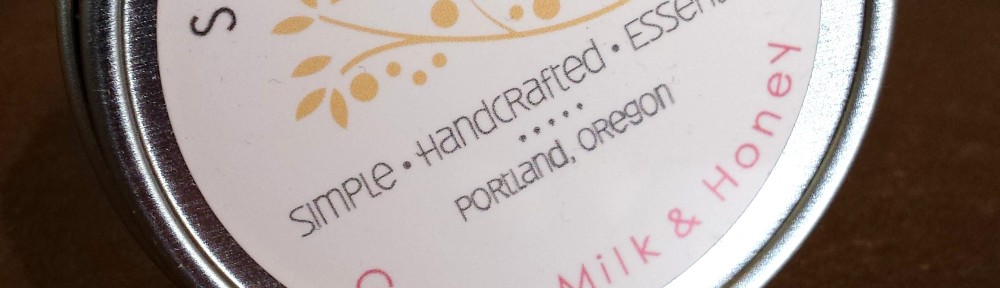 SIMPLE • HandCRafted •
PORtland, ORegon
Milk & Honey